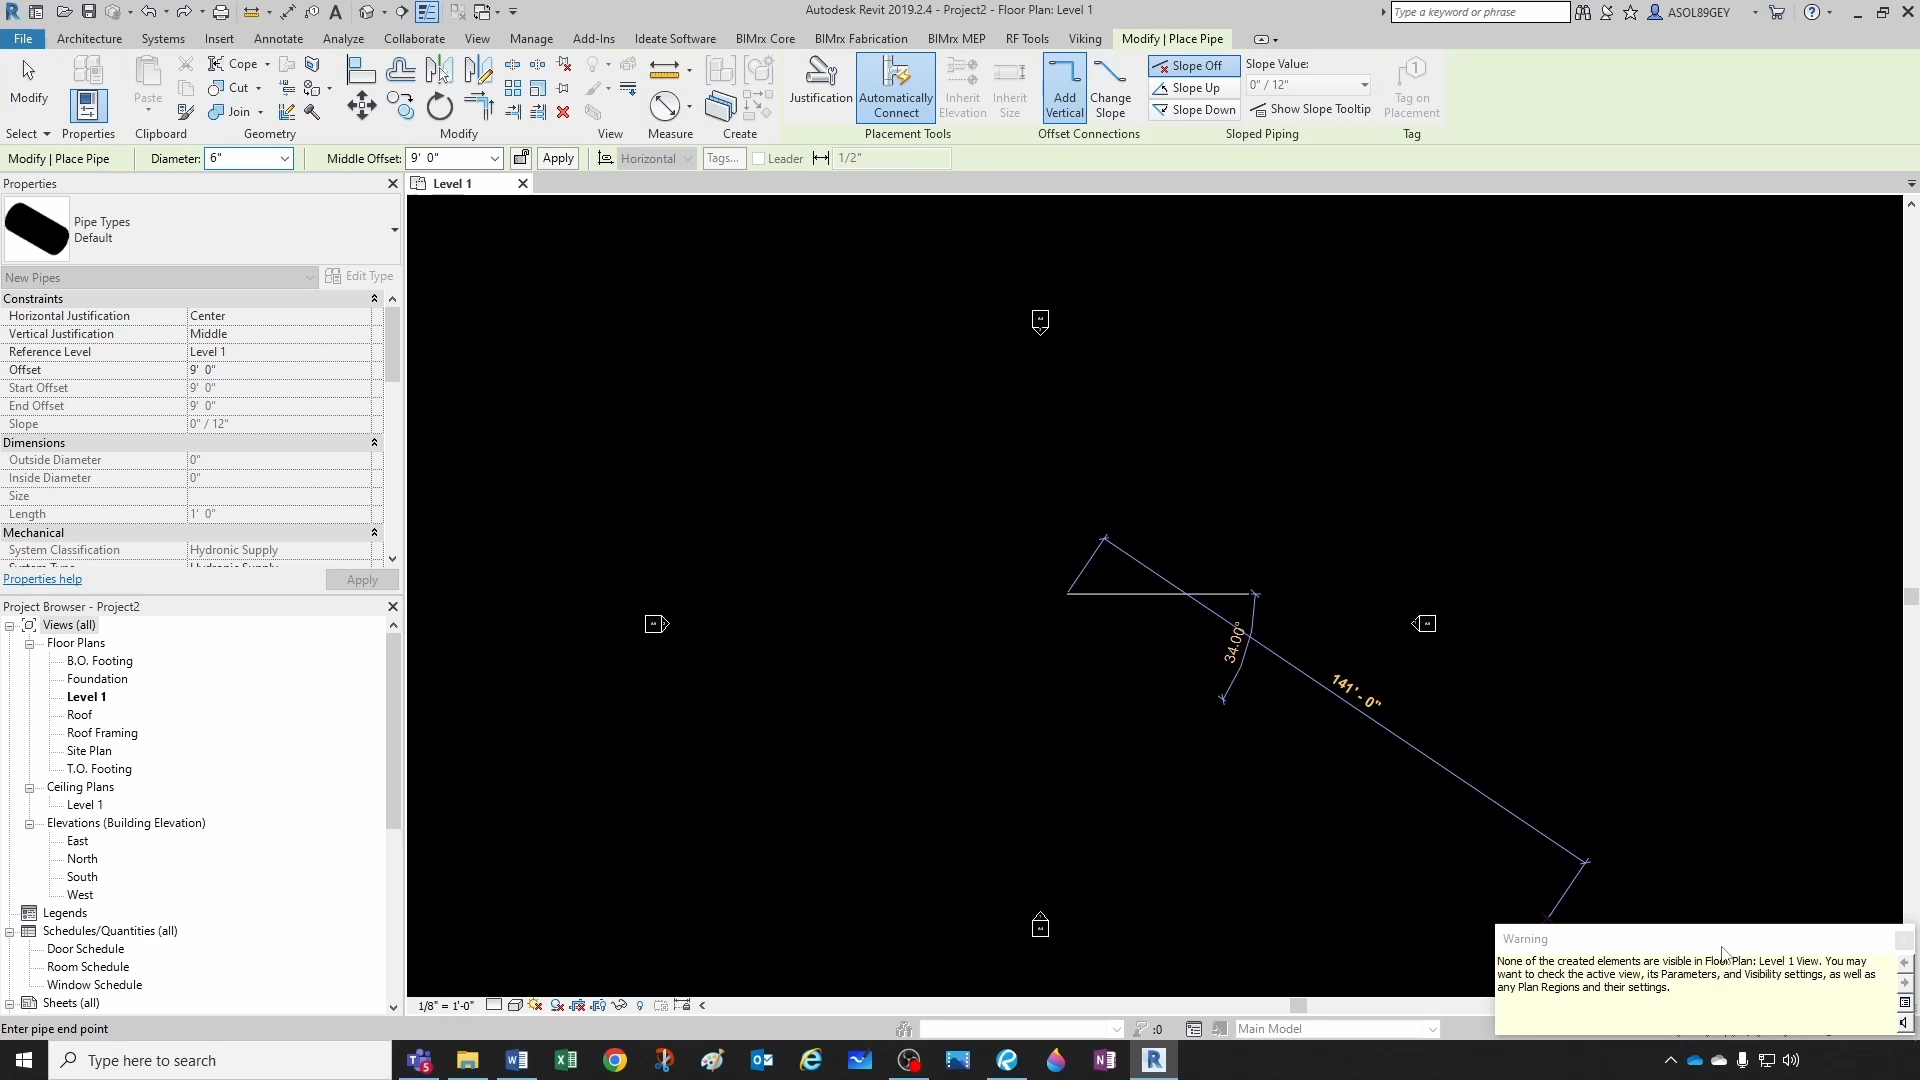 Autodesk Revit 2019.2.4 - Project2 - Floor Plan: Level 1
Type a keyword or phrase
ASOL89GEY
File Architecture Systems Insert Annotate Analyze Collaborate View Manage Add-Ins Ideate Software BIMrx Core BIMrx Fabrication BIMrx MEP RF Tools Viking Modify | Place Pipe
Modify
Paste
Cope
Cut
Join
Justification
Automatically Connect
Inherit Elevation
Inherit Size
Add Vertical
Change Slope
Slope Off
Slope Up
Slope Down
Slope Value:
0" / 12"
Show Slope Tooltip
Tag on Placement
Select Properties Clipboard Geometry Modify View Measure Create Placement Tools Offset Connections Sloped Piping Tag
Modify | Place Pipe Diameter: 6" Middle Offset: 9' 0" Apply Horizontal Tags... Leader 1/2"
Properties
Level 1
Pipe Types
Default
New Pipes Edit Type
Constraints
Horizontal Justification Center
Vertical Justification Middle
Reference Level Level 1
Offset 9' 0"
Start Offset 9' 0"
End Offset 9' 0"
Slope 0" / 12"
Dimensions
Outside Diameter 0"
Inside Diameter 0"
Size
Length 1' 0"
Mechanical
System Classification Hydronic Supply
System Type Hydronic Supply
Properties help Apply
34.00°
141' - 0"
Project Browser - Project2
Views (all)
Floor Plans
B.O. Footing
Foundation
Level 1
Roof
Roof Framing
Site Plan
T.O. Footing
Ceiling Plans
Level 1
Elevations (Building Elevation)
East
North
South
West
Legends
Schedules/Quantities (all)
Door Schedule
Room Schedule
Window Schedule
Sheets (all)
1/8" = 1'-0"
Warning
None of the created elements are visible in Floor Plan: Level 1 View. You may
want to check the active view, its Parameters, and Visibility settings, as well as
any Plan Regions and their settings.
Enter pipe end point
:0
Main Model
Type here to search